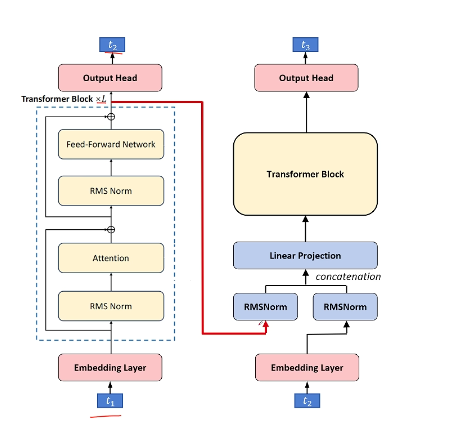 t₂
Output Head
Transformer Block ×L
Feed-Forward Network
RMS Norm
Attention
RMS Norm
Embedding Layer
t₁
t₃
Output Head
Transformer Block
Linear Projection
concatenation
RMSNorm RMSNorm
Embedding Layer
t₂